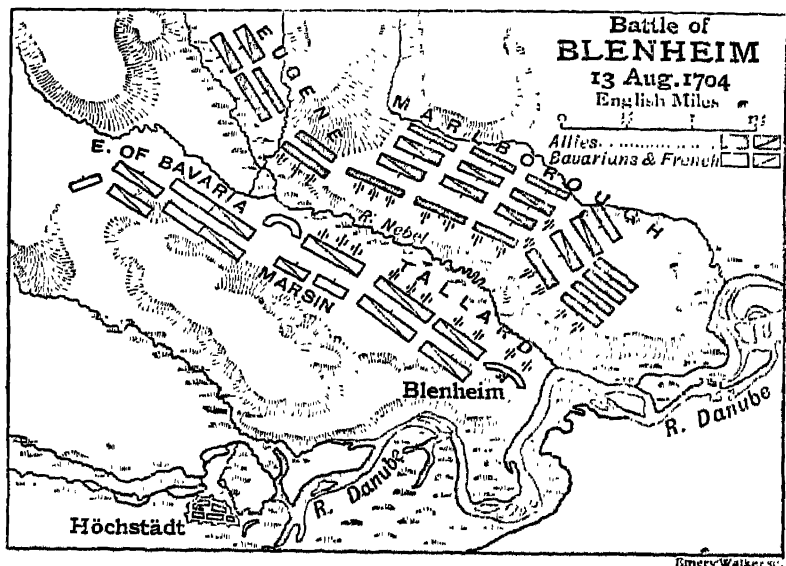 Battle of
BLENHEIM
13 Aug. 1704
English Miles
Allies
Bavarians & French
EUGENE
MARLBOROUGH
E. OF BAVARIA
R. Nebel
MARSIN
TALLARD
Blenheim
R. Danube
R. Danube
Höchstädt
Emery Walker sc.